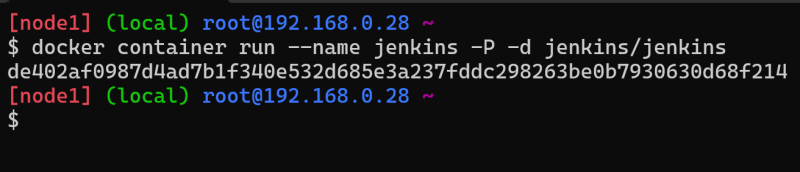 [node1] (local) root@192.168.0.28 ~
$ docker container run --name jenkins -P -d jenkins/jenkins
de402af0987d4ad7b1f340e532d685e3a237fddc298263be0b7930630d68f214
[node1] (local) root@192.168.0.28 ~
$